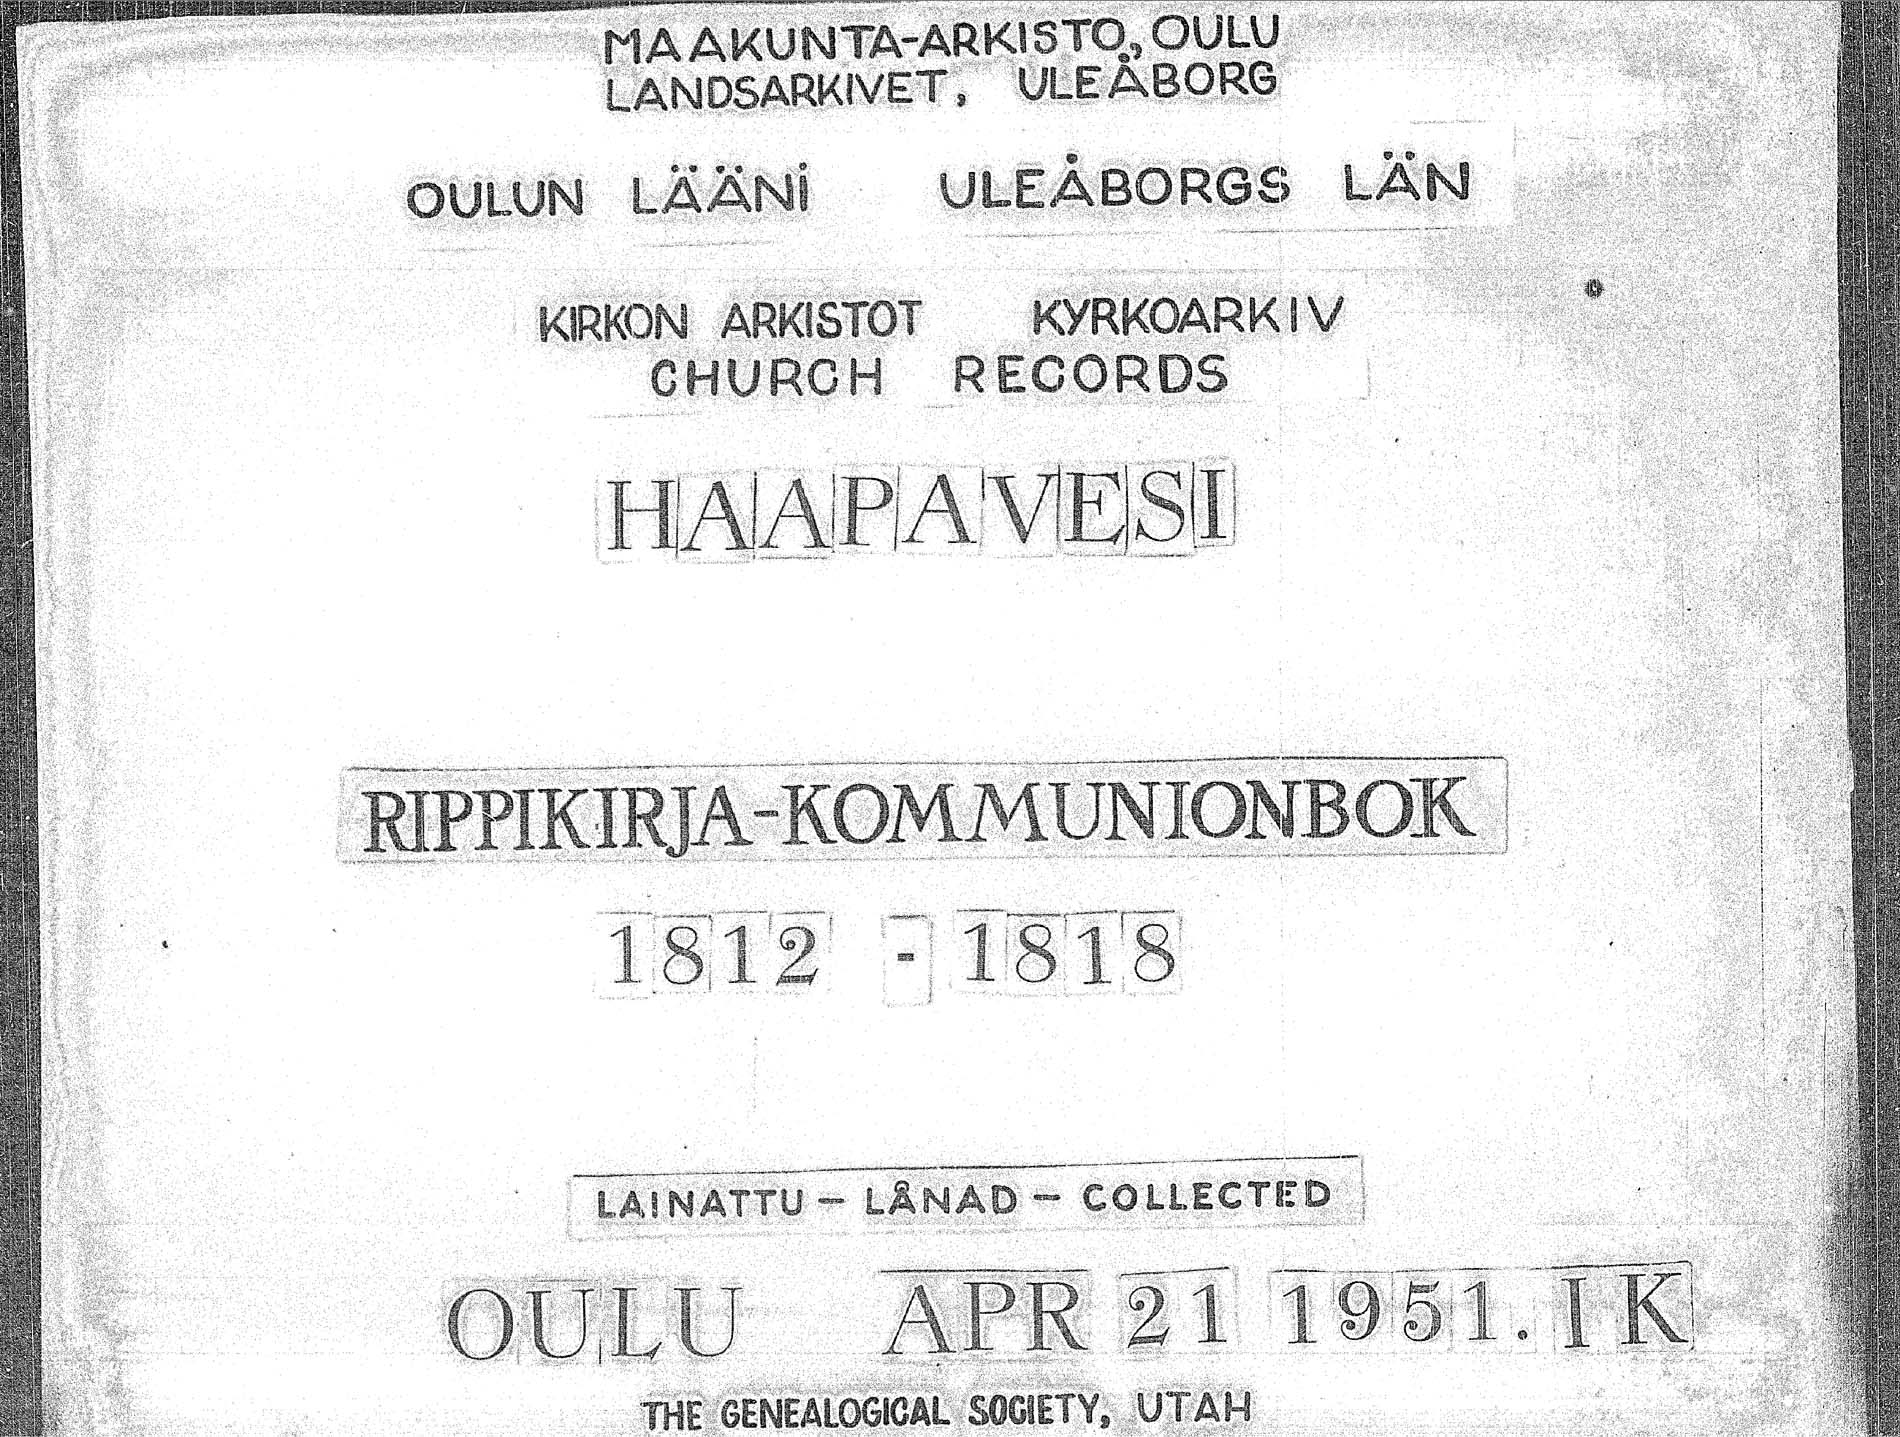 MAAKUNTA-ARKISTO, OULU
LANDSARKIVET, ULEÅBORG
OULUN LÄÄNI ULEÅBORGS LÄN
KIRKON ARKISTOT KYRKOARKIV
CHURCH RECORDS
HAAPAVESI
RIPPIKIRJA-KOMMUNIONBOK
1812 - 1818
LAINATTU - LÅNAD - COLLECTED
OULU APR 21 1951. IK
THE GENEALOGICAL SOCIETY, UTAH